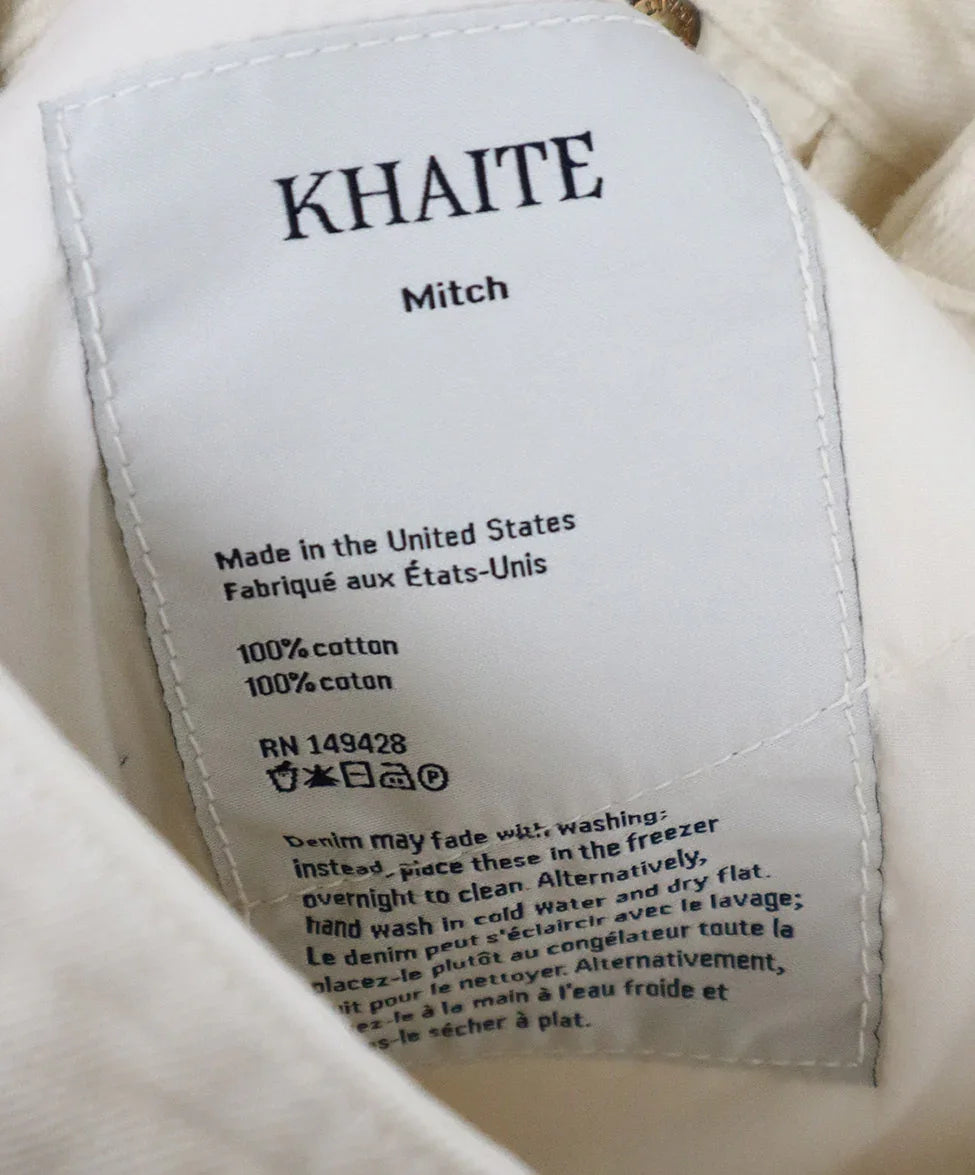 KHAITE
Mitch
Made in the United States
Fabriqué aux États-Unis
100% cotton
100% coton
RN 149428
P
Denim may fade with washing;
instead, place these in the freezer
overnight to clean. Alternatively,
hand wash in cold water and dry flat.
Le denim peut s'éclaircir avec le lavage;
placez-le plutôt au congélateur toute la
pour le nettoyer. Alternativement,
ez-le à la main à l'eau froide et
s-le sécher à plat.